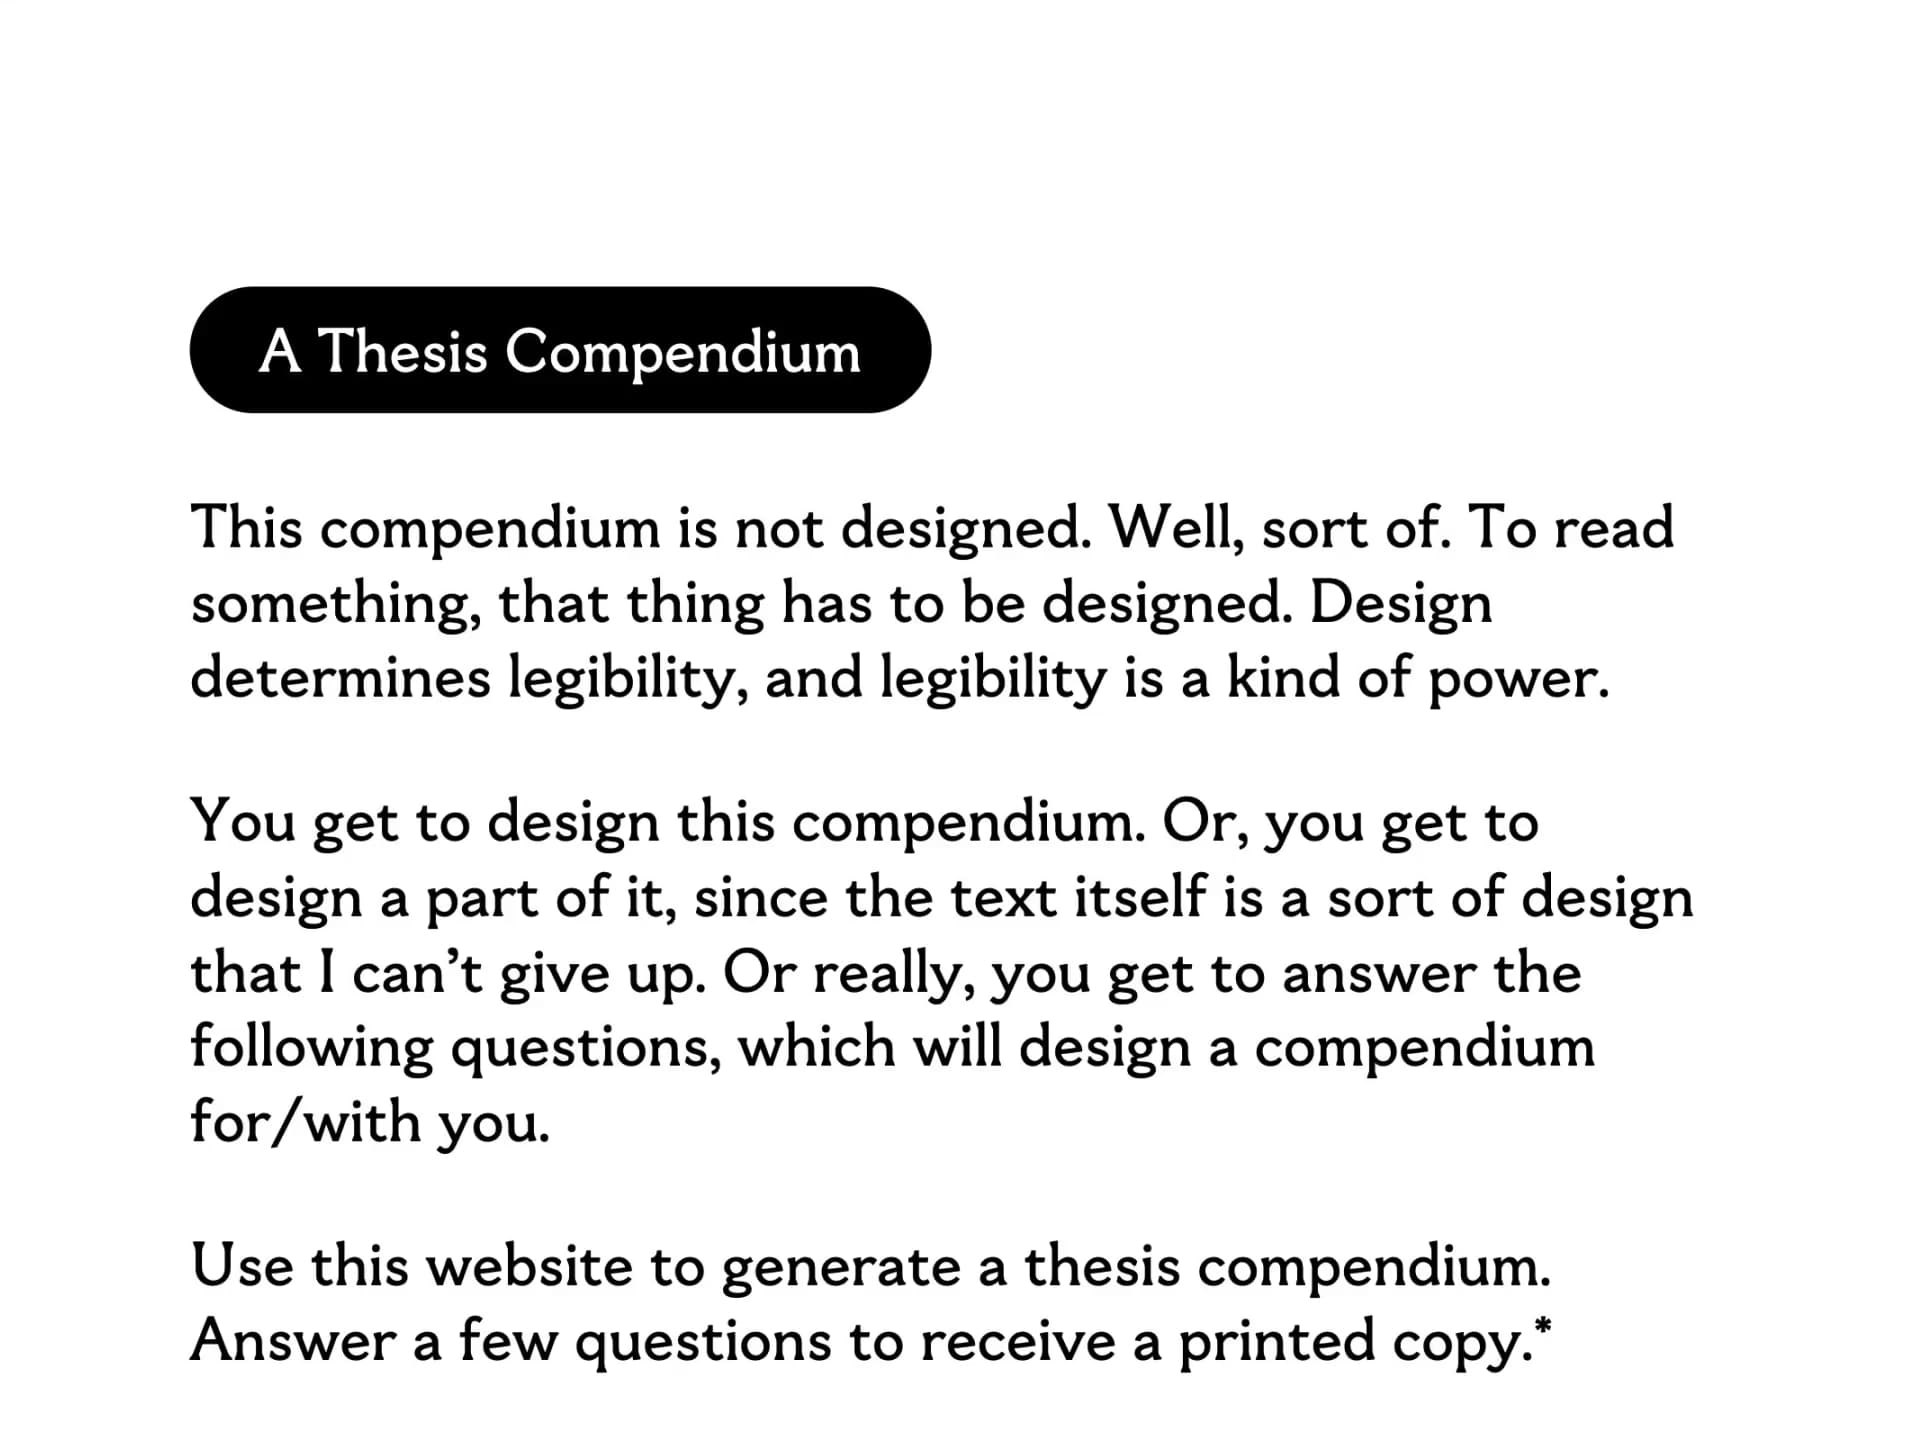 A Thesis Compendium
This compendium is not designed. Well, sort of. To read
something, that thing has to be designed. Design
determines legibility, and legibility is a kind of power.
You get to design this compendium. Or, you get to
design a part of it, since the text itself is a sort of design
that I can’t give up. Or really, you get to answer the
following questions, which will design a compendium
for/with you.
Use this website to generate a thesis compendium.
Answer a few questions to receive a printed copy.*